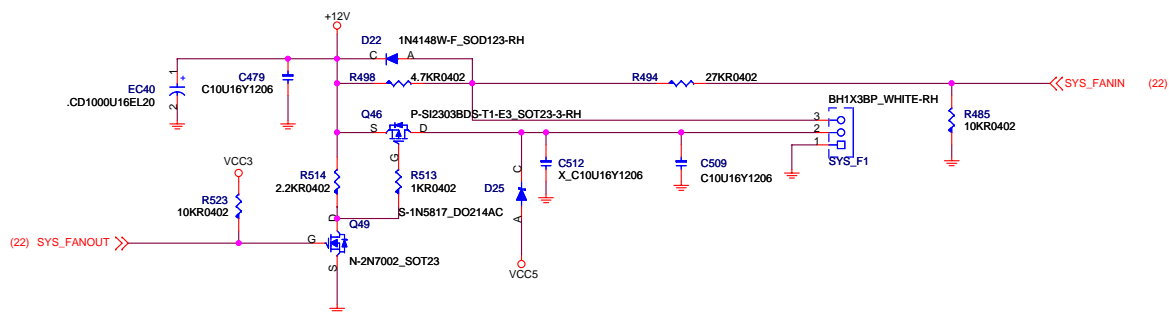 +12V
D22 1N4148W-F_SOD123-RH
C A
EC40
1
+
2
.CD1000U16EL20
C479
C10U16Y1206
R498 4.7KR0402
R494 27KR0402
SYS_FANIN (22)
Q46
P-SI2303BDS-T1-E3_SOT23-3-RH
S D
G
BH1X3BP_WHITE-RH
3
2
1
SYS_F1
R485
10KR0402
VCC3
R523
10KR0402
R514
2.2KR0402
R513
1KR0402
C
D25
A
S-1N5817_DO214AC
VCC5
C512
X_C10U16Y1206
C509
C10U16Y1206
(22) SYS_FANOUT
D
Q49
G
S
N-2N7002_SOT23